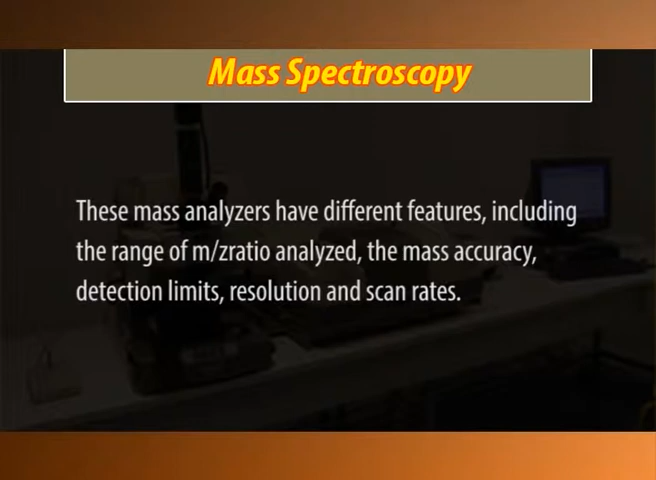 Mass Spectroscopy
These mass analyzers have different features, including
the range of m/zratio analyzed, the mass accuracy,
detection limits, resolution and scan rates.